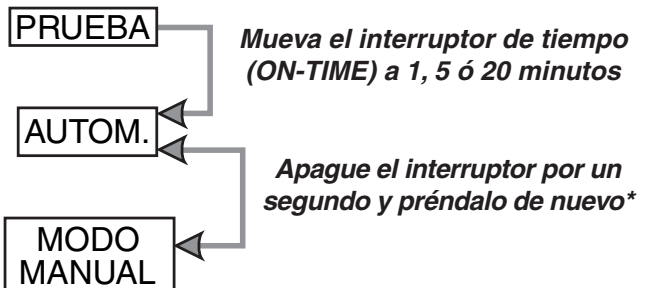 PRUEBA
Mueva el interruptor de tiempo
(ON-TIME) a 1, 5 ó 20 minutos
AUTOM.
Apague el interruptor por un
segundo y préndalo de nuevo*
MODO
MANUAL